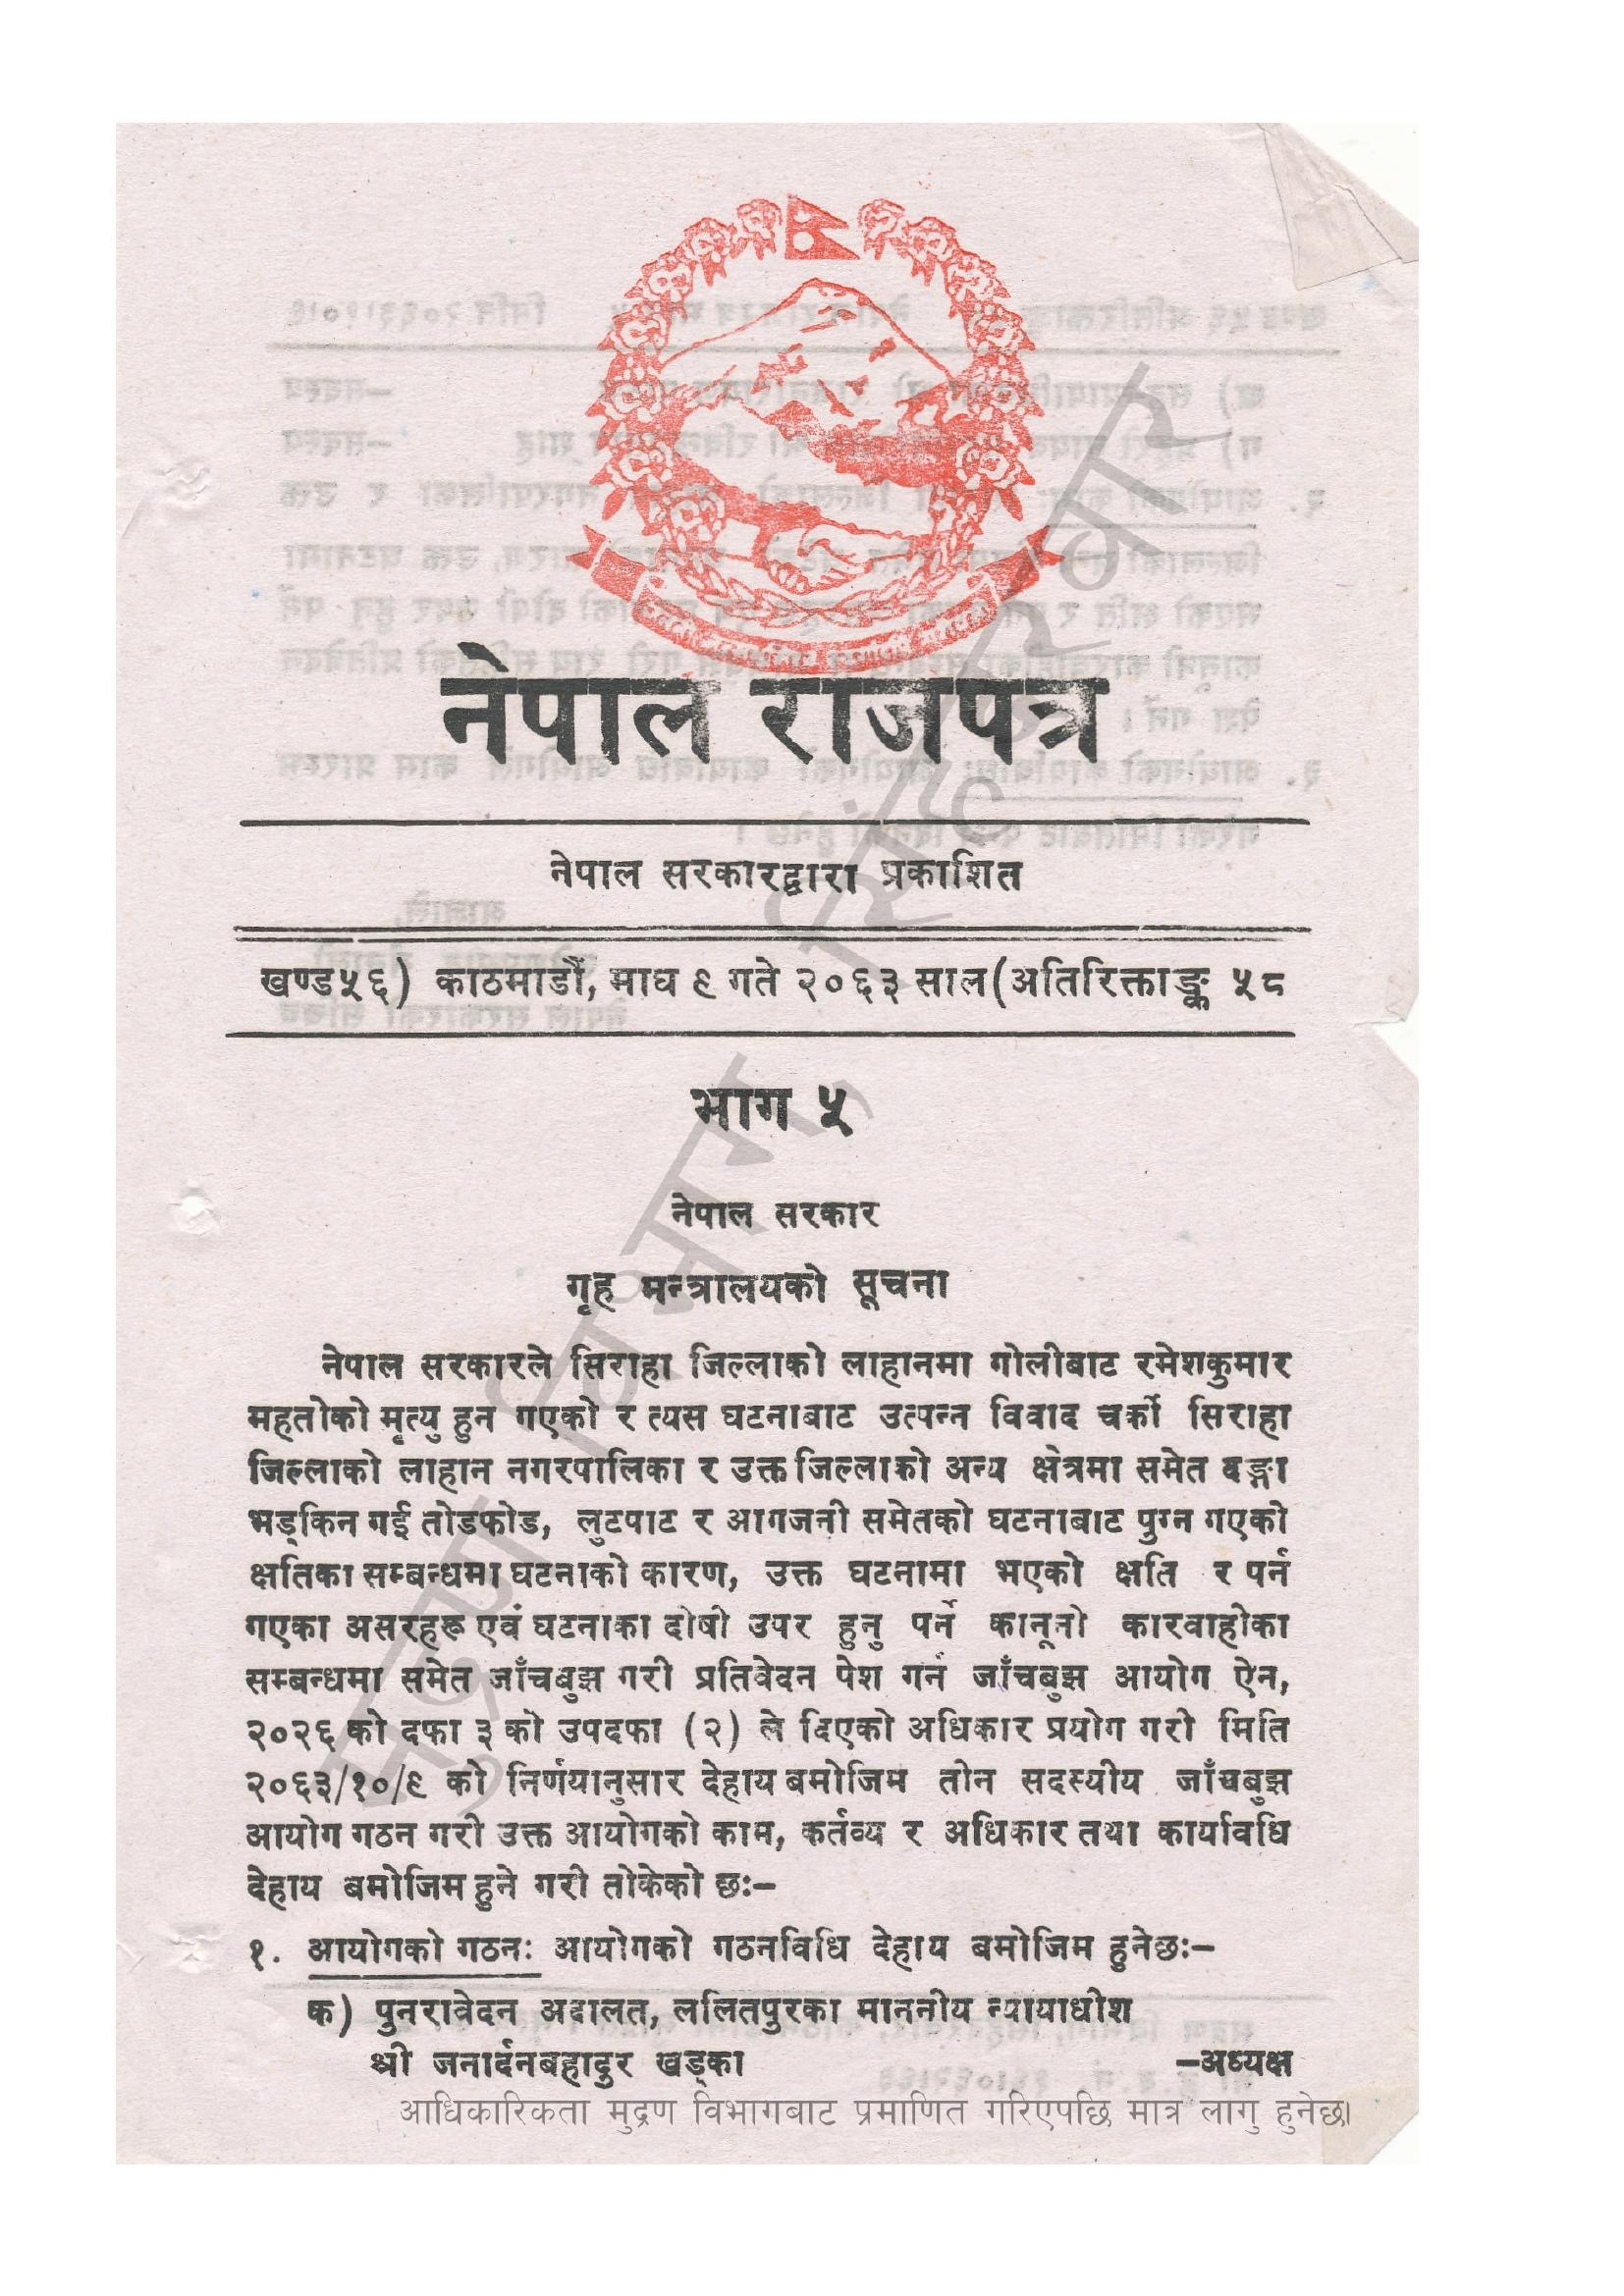 नेपाल राजपत्र
नेपाल सरकारद्वारा प्रकाशित
खण्ड५६) काठमाडौं, माघ ९ गते २०६३ साल(अतिरिक्ताङ्क ५८
भाग ५
नेपाल सरकार
गृह मन्त्रालयको सूचना
नेपाल सरकारले सिराहा जिल्लाको लाहानमा गोलीबाट रमेशकुमार
महतोको मृत्यु हुन गएको र त्यस घटनाबाट उत्पन्न विवाद चर्की सिराहा
जिल्लाको लाहान नगरपालिका र उक्त जिल्लाको अन्य क्षेत्रमा समेत दङ्गा
भड्किन गई तोडफोड, लुटपाट र आगजनी समेतको घटनाबाट पुग्न गएको
क्षतिका सम्बन्धमा घटनाको कारण, उक्त घटनामा भएको क्षति र पर्न
गएका असरहरू एवं घटनाका दोषी उपर हुनु पर्ने कानूनी कारवाहीका
सम्बन्धमा समेत जाँचबुझ गरी प्रतिवेदन पेश गर्न जाँचबुझ आयोग ऐन,
२०२६ को दफा ३ को उपदफा (२) ले दिएको अधिकार प्रयोग गरी मिति
२०६३/१०/९ को निर्णयानुसार देहाय बमोजिम तीन सदस्यीय जाँचबुझ
आयोग गठन गरी उक्त आयोगको काम, कर्तव्य र अधिकार तथा कार्यावधि
देहाय बमोजिम हुने गरी तोकेको छः–
१. आयोगको गठनः आयोगको गठनविधि देहाय बमोजिम हुनेछः–
क) पुनरावेदन अदालत, ललितपुरका माननीय न्यायाधीश
श्री जनार्दनबहादुर खड्का –अध्यक्ष
आधिकारिकता मुद्रण विभागबाट प्रमाणित गरिएपछि मात्र लागु हुनेछ।
मुद्रण विभाग, सिंहदरबार